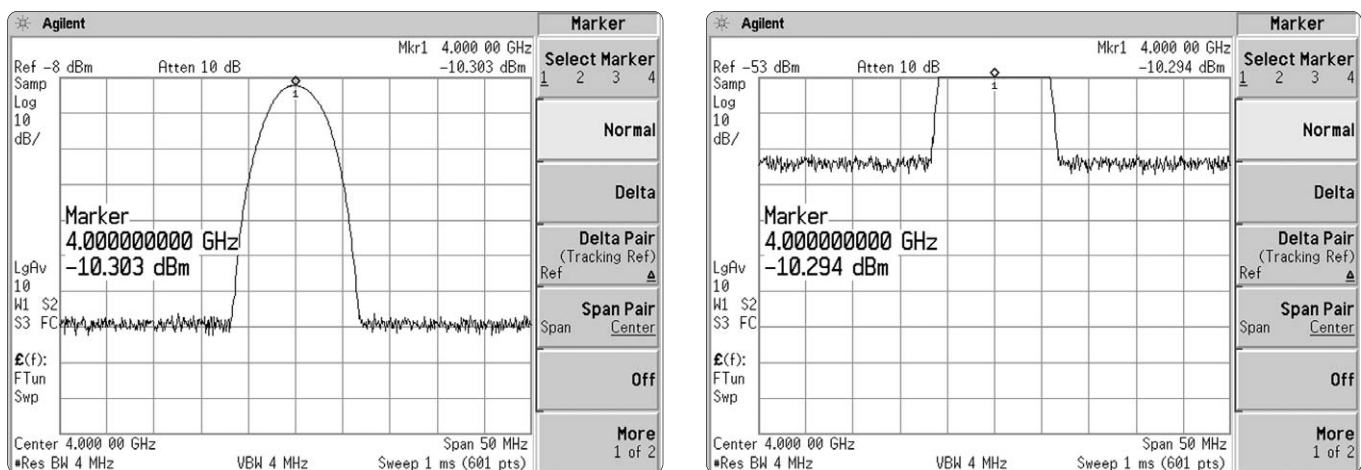 Agilent
Marker
Mkr1 4.000 00 GHz
Ref -8 dBm Atten 10 dB -10.303 dBm
Samp
Log
10
dB/
1
Marker
4.000000000 GHz
-10.303 dBm
LgAv
10
W1 S2
S3 FC
£(f):
FTun
Swp
Center 4.000 00 GHz Span 50 MHz
#Res BW 4 MHz VBW 4 MHz Sweep 1 ms (601 pts)
Select Marker
1 2 3 4
Normal
Delta
Delta Pair
(Tracking Ref)
Ref Δ
Span Pair
Span Center
Off
More
1 of 2
Agilent
Marker
Mkr1 4.000 00 GHz
Ref -53 dBm Atten 10 dB -10.294 dBm
Samp
Log
10
dB/
1
Marker
4.000000000 GHz
-10.294 dBm
LgAv
10
W1 S2
S3 FC
£(f):
FTun
Swp
Center 4.000 00 GHz Span 50 MHz
#Res BW 4 MHz VBW 4 MHz Sweep 1 ms (601 pts)
Select Marker
1 2 3 4
Normal
Delta
Delta Pair
(Tracking Ref)
Ref Δ
Span Pair
Span Center
Off
More
1 of 2